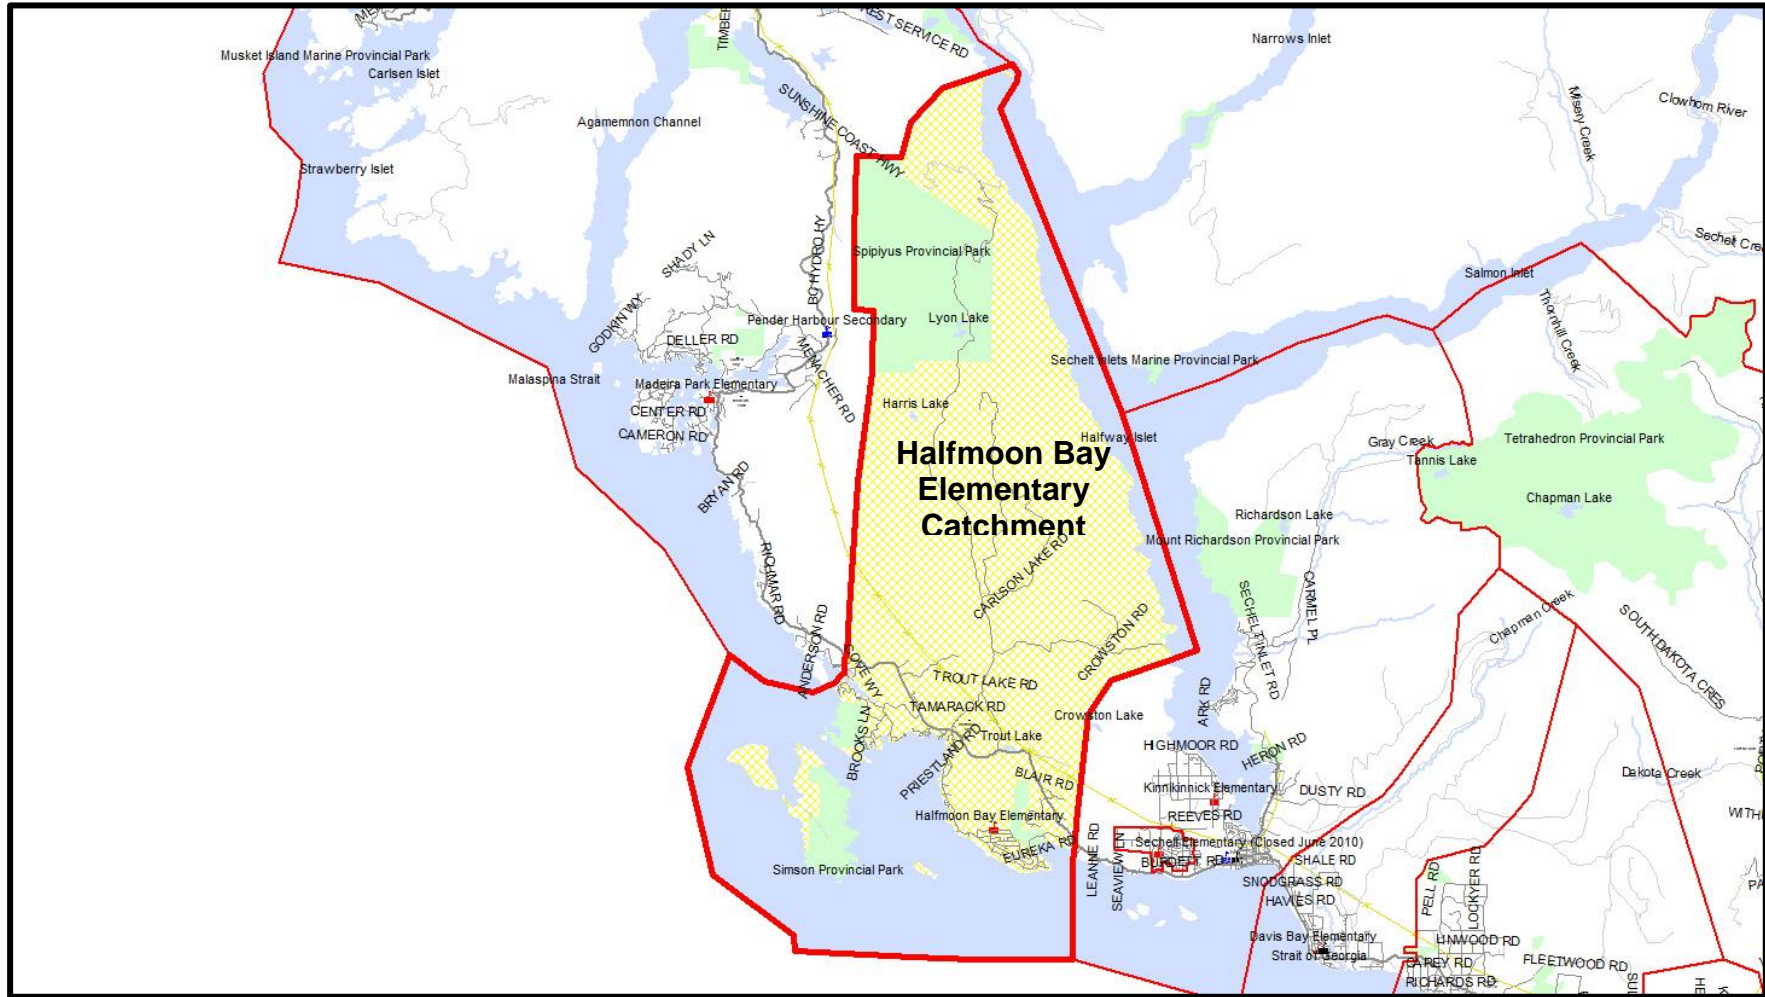 TIMBER
REST SERVICE RD
Narrows Inlet
Musket Island Marine Provincial Park
Carlsen Islet
SUNSHINE COAST HWY
Misery Creek
Clowhom River
Agamemnon Channel
Strawberry Islet
SHADY LN
BC HYDRO HY
Spipiyus Provincial Park
Sechelt Cre
Salmon Inlet
Thornhill Creek
GODKIN WY
Pender Harbour Secondary
Lyon Lake
DELLER RD
MENACHER RD
Sechelt Inlets Marine Provincial Park
Malaspina Strait
Madeira Park Elementary
CENTER RD
CAMERON RD
Harris Lake
Halfway Islet
Gray Creek
Tetrahedron Provincial Park
Tannis Lake
Halfmoon Bay
Elementary
Catchment
BRYAN RD
Chapman Lake
Richardson Lake
Mount Richardson Provincial Park
RICHMAR RD
CARLSON LAKE RD
SECHELT INLET RD
CARMEL PL
Chapman Creek
SOUTH DAKOTA CRES
ANDERSON RD
COVE WY
CROWSTON RD
TROUT LAKE RD
TAMARACK RD
Crowston Lake
ARK RD
BROOKS LN
PRIESTLAND RD
Trout Lake
HIGHMOOR RD
HERON RD
BLAIR RD
Dakota Creek
Kinnikinnick Elementary
DUSTY RD
Halfmoon Bay Elementary
REEVES RD
WITH
EUREKA RD
LEANNE RD
SEAVIEW LN
Sechelt Elementary (Closed June 2010)
BURDETT RD
SHALE RD
Simson Provincial Park
SNODGRASS RD
HAVIES RD
PELL RD
LOCKYER RD
PA
Davis Bay Elementary
Strait of Georgia
LINWOOD RD
CAREY RD
FLEETWOOD RD
RICHARDS RD
SU
HE